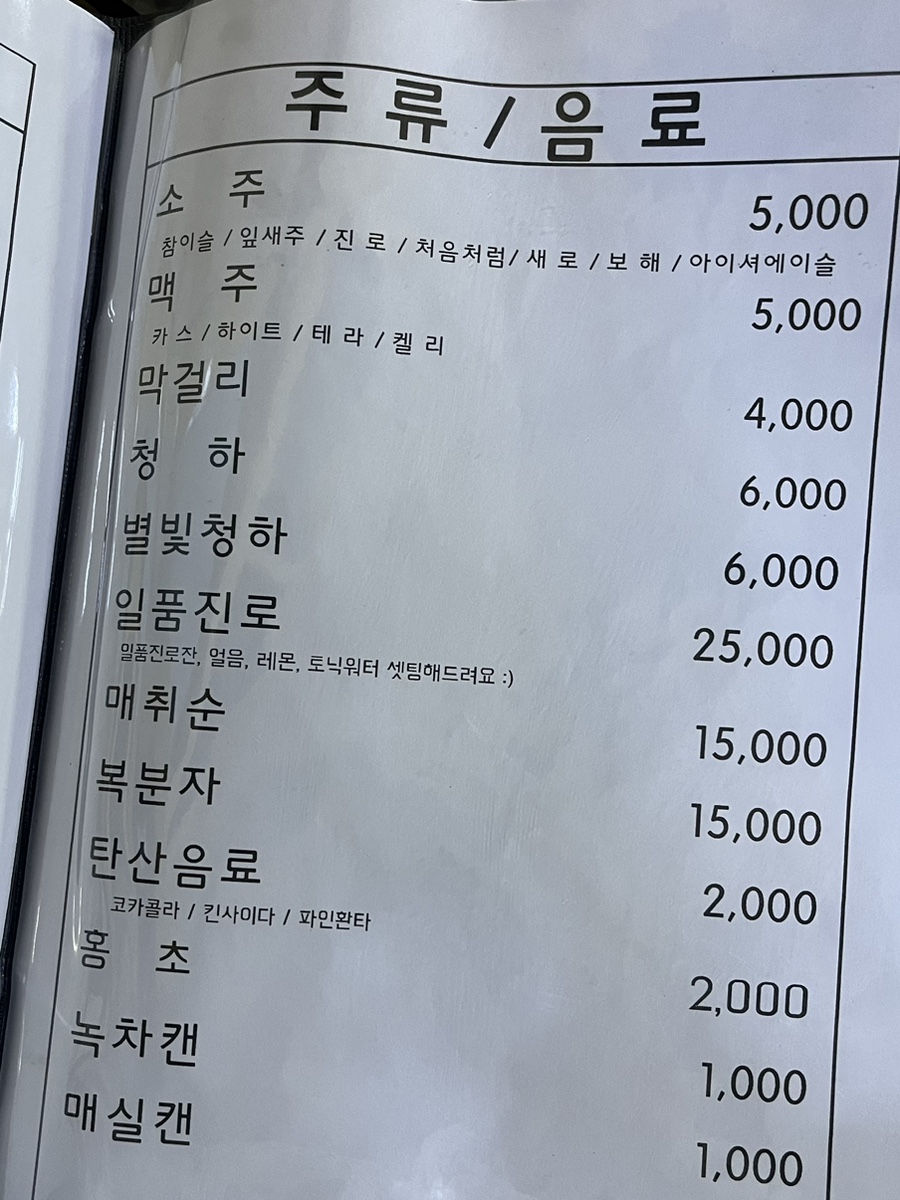 주류/음료
소 주 5,000
참이슬 / 잎새주 / 진 로 / 처음처럼/ 새 로 / 보 해 / 아이셔에이슬
맥 주 5,000
카 스 / 하이트 / 테 라 / 켈 리
막걸리 4,000
청 하 6,000
별빛청하 6,000
일품진로 25,000
일품진로잔, 얼음, 레몬, 토닉워터 셋팅해드려요 :)
매취순 15,000
복분자 15,000
탄산음료 2,000
코카콜라 / 킨사이다 / 파인환타
홍 초 2,000
녹차캔 1,000
매실캔 1,000